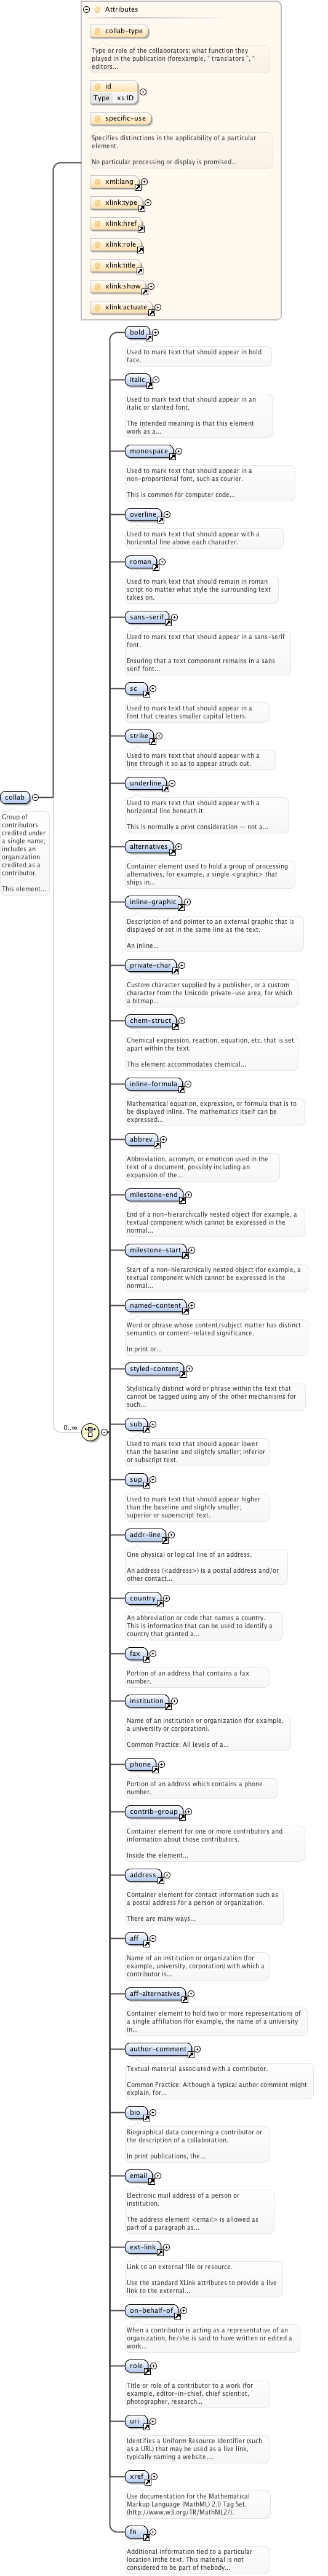 Attributes
collab-type
Type or role of the collaborators; what function they
played in the publication (forexample, “ translators ”, “
editors...
id
Type xs:ID
specific-use
Specifies distinctions in the applicability of a particular
element.
No particular processing or display is promised...
xml:lang
xlink:type
xlink:href
xlink:role
xlink:title
xlink:show
xlink:actuate
bold
Used to mark text that should appear in bold
face.
italic
Used to mark text that should appear in an
italic or slanted font.
The intended meaning is that this element
work as a...
monospace
Used to mark text that should appear in a
non-proportional font, such as courier.
This is common for computer code...
overline
Used to mark text that should appear with a
horizontal line above each character.
roman
Used to mark text that should remain in roman
script no matter what style the surrounding text
takes on.
sans-serif
Used to mark text that should appear in a sans-serif
font.
Ensuring that a text component remains in a sans
serif font...
sc
Used to mark text that should appear in a
font that creates smaller capital letters.
strike
Used to mark text that should appear with a
line through it so as to appear struck out.
collab
Group of
contributors
credited under
a single name;
includes an
organization
credited as a
contributor.
This element...
underline
Used to mark text that should appear with a
horizontal line beneath it.
This is normally a print consideration — not a...
alternatives
Container element used to hold a group of processing
alternatives, for example, a single <graphic> that
ships in...
inline-graphic
Description of and pointer to an external graphic that is
displayed or set in the same line as the text.
An inline...
private-char
Custom character supplied by a publisher, or a custom
character from the Unicode private-use area, for which
a bitmap...
chem-struct
Chemical expression, reaction, equation, etc. that is set
apart within the text.
This element accommodates chemical...
inline-formula
Mathematical equation, expression, or formula that is to
be displayed inline. The mathematics itself can be
expressed...
abbrev
Abbreviation, acronym, or emoticon used in the
text of a document, possibly including an
expansion of the...
milestone-end
End of a non-hierarchically nested object (for example, a
textual component which cannot be expressed in the
normal...
milestone-start
Start of a non-hierarchically nested object (for example, a
textual component which cannot be expressed in the
normal...
named-content
Word or phrase whose content/subject matter has distinct
semantics or content-related significance.
In print or...
styled-content
Stylistically distinct word or phrase within the text that
cannot be tagged using any of the other mechanisms for
such...
0..∞
sub
Used to mark text that should appear lower
than the baseline and slightly smaller; inferior
or subscript text.
sup
Used to mark text that should appear higher
than the baseline and slightly smaller;
superior or superscript text.
addr-line
One physical or logical line of an address.
An address (<address>) is a postal address and/or
other contact...
country
An abbreviation or code that names a country.
This is information that can be used to identify a
country that granted a...
fax
Portion of an address that contains a fax
number.
institution
Name of an institution or organization (for example,
a university or corporation).
Common Practice: All levels of a...
phone
Portion of an address which contains a phone
number.
contrib-group
Container element for one or more contributors and
information about those contributors.
Inside the element...
address
Container element for contact information such as
a postal address for a person or organization.
There are many ways...
aff
Name of an institution or organization (for
example, university, corporation) with which a
contributor is...
aff-alternatives
Container element to hold two or more representations of
a single affiliation (for example, the name of a university
in...
author-comment
Textual material associated with a contributor.
Common Practice: Although a typical author comment might
explain, for...
bio
Biographical data concerning a contributor or
the description of a collaboration.
In print publications, the...
email
Electronic mail address of a person or
institution.
The address element <email> is allowed as
part of a paragraph as...
ext-link
Link to an external file or resource.
Use the standard XLink attributes to provide a live
link to the external...
on-behalf-of
When a contributor is acting as a representative of an
organization, he/she is said to have written or edited a
work...
role
Title or role of a contributor to a work (for
example, editor-in-chief, chief scientist,
photographer, research...
uri
Identifies a Uniform Resource Identifier (such
as a URL) that may be used as a live link,
typically naming a website,...
xref
Use documentation for the Mathematical
Markup Language (MathML) 2.0 Tag Set.
(http://www.w3.org/TR/MathML2/).
fn
Additional information tied to a particular
location inthe text. This material is not
considered to be part of thebody...